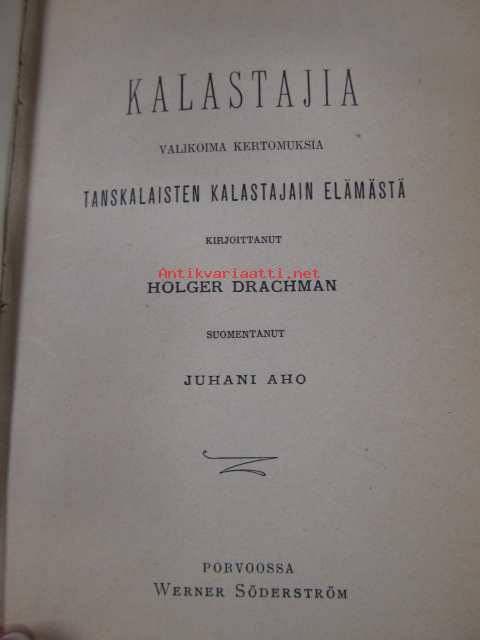 KALASTAJIA
VALIKOIMA KERTOMUKSIA
TANSKALAISTEN KALASTAJAIN ELÄMÄSTÄ
KIRJOITTANUT
Antikvariaatti.net
HOLGER DRACHMAN
SUOMENTANUT
JUHANI AHO
PORVOOSSA
WERNER SÖDERSTRÖM